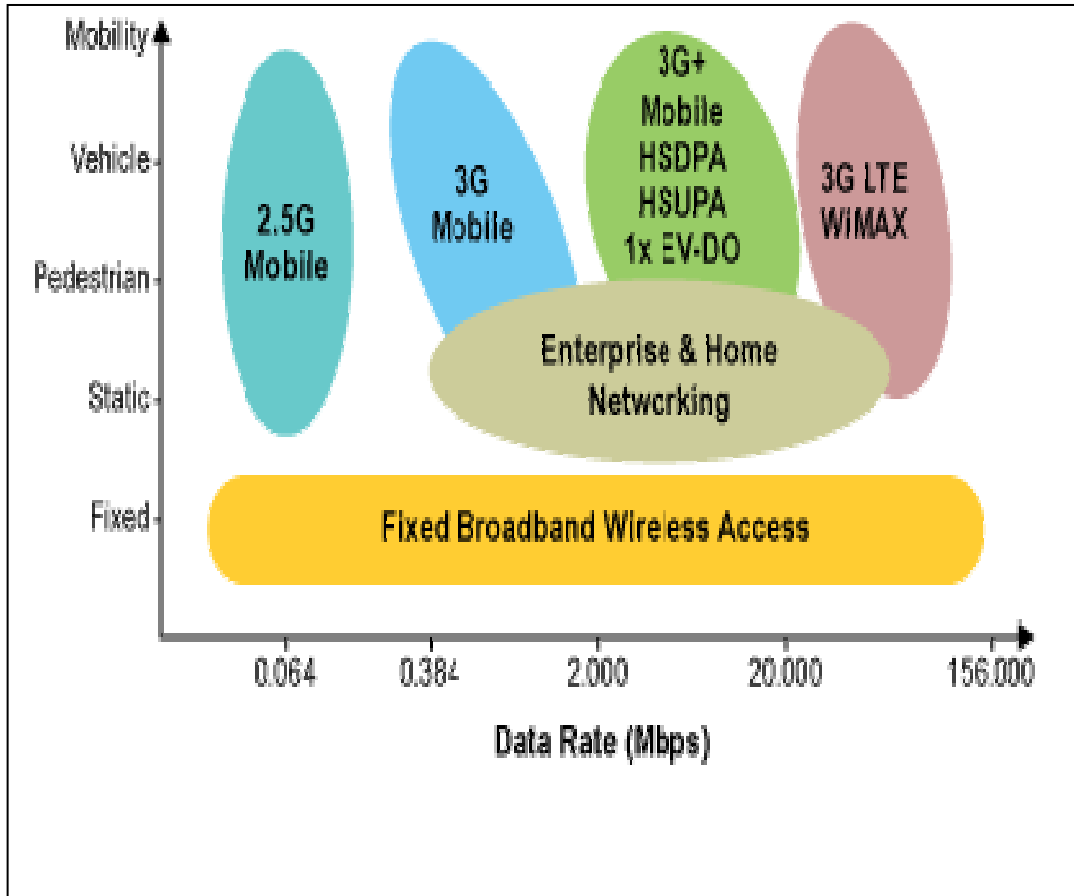 Mobility
Vehicle
Pedestrian
Static
Fixed
2.5G
Mobile
3G
Mobile
3G+
Mobile
HSDPA
HSUPA
1x EV-DO
3G LTE
WiMAX
Enterprise & Home
Networking
Fixed Broadband Wireless Access
0.064
0.384
2.000
20.000
156.000
Data Rate (Mbps)